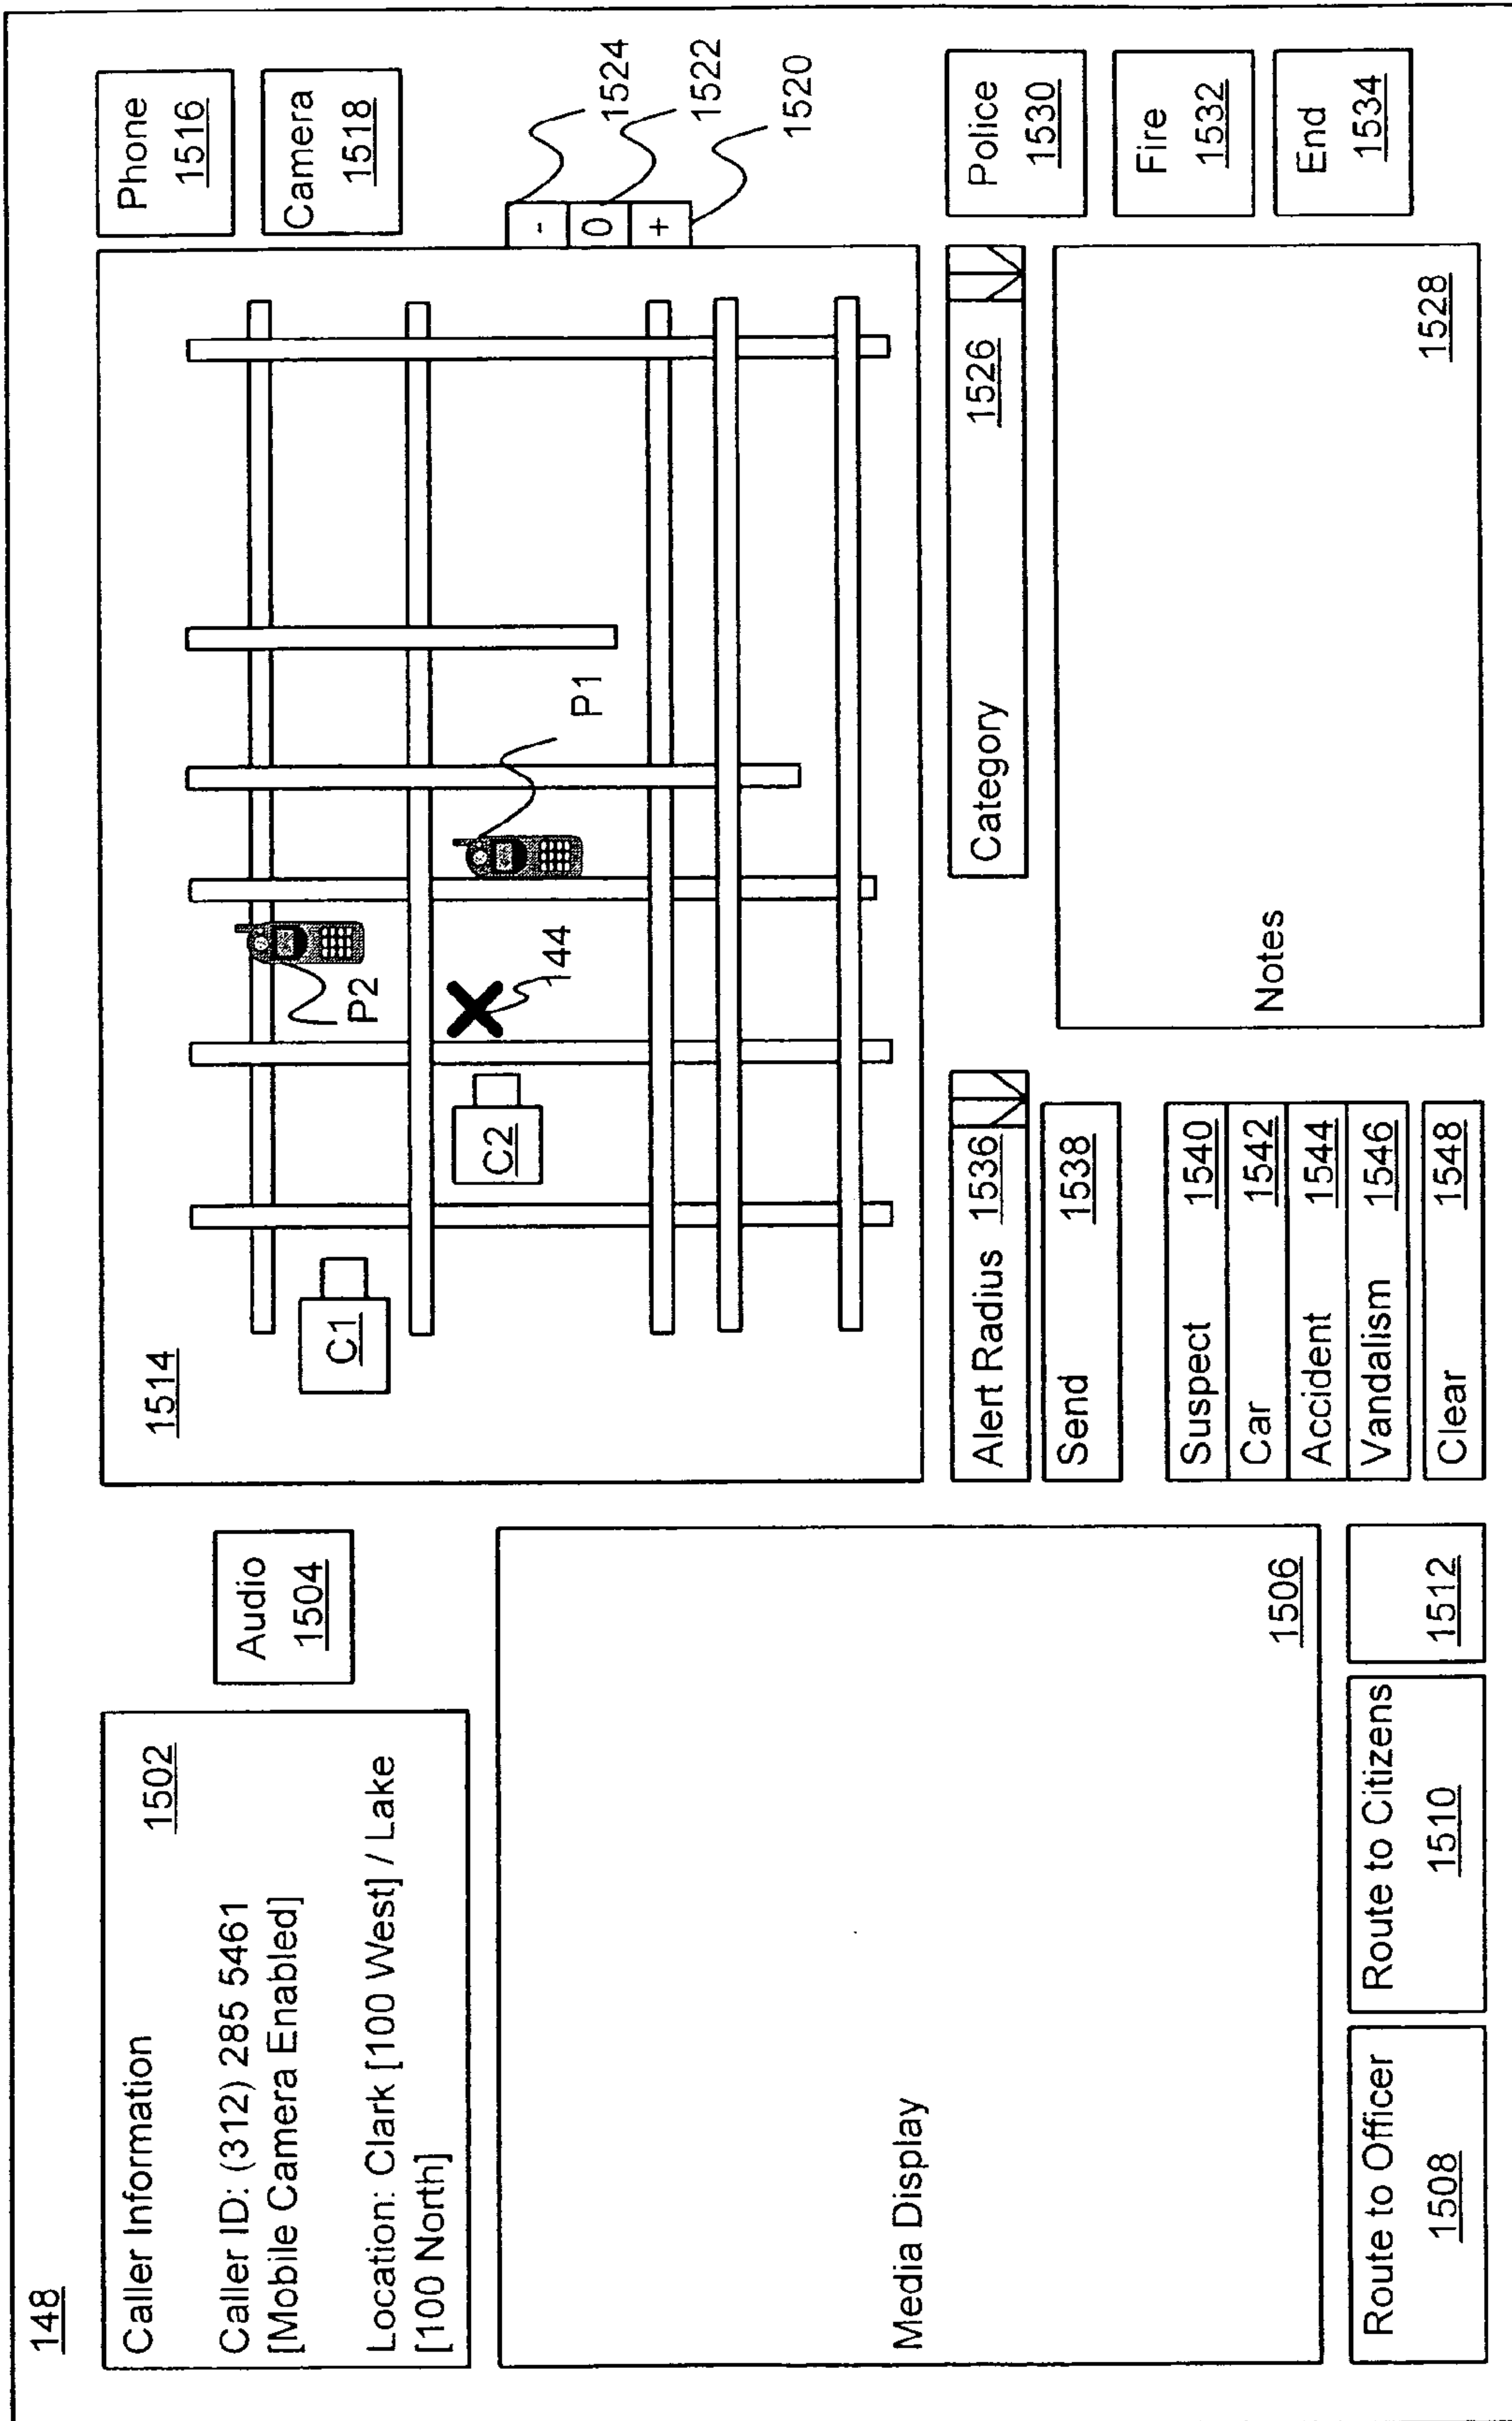 148
Caller Information
1502
Caller ID: (312) 285 5461
[Mobile Camera Enabled]
Location: Clark [100 West] / Lake
[100 North]
Audio
1504
Media Display
1506
Route to Officer
1508
Route to Citizens
1510
1512
1514
C1
C2
P2
144
P1
Phone
1516
Camera
1518
-
0
+
1524
1522
1520
Alert Radius 1536
Send 1538
Suspect 1540
Car 1542
Accident 1544
Vandalism 1546
Clear 1548
Category 1526
Notes
1528
Police
1530
Fire
1532
End
1534